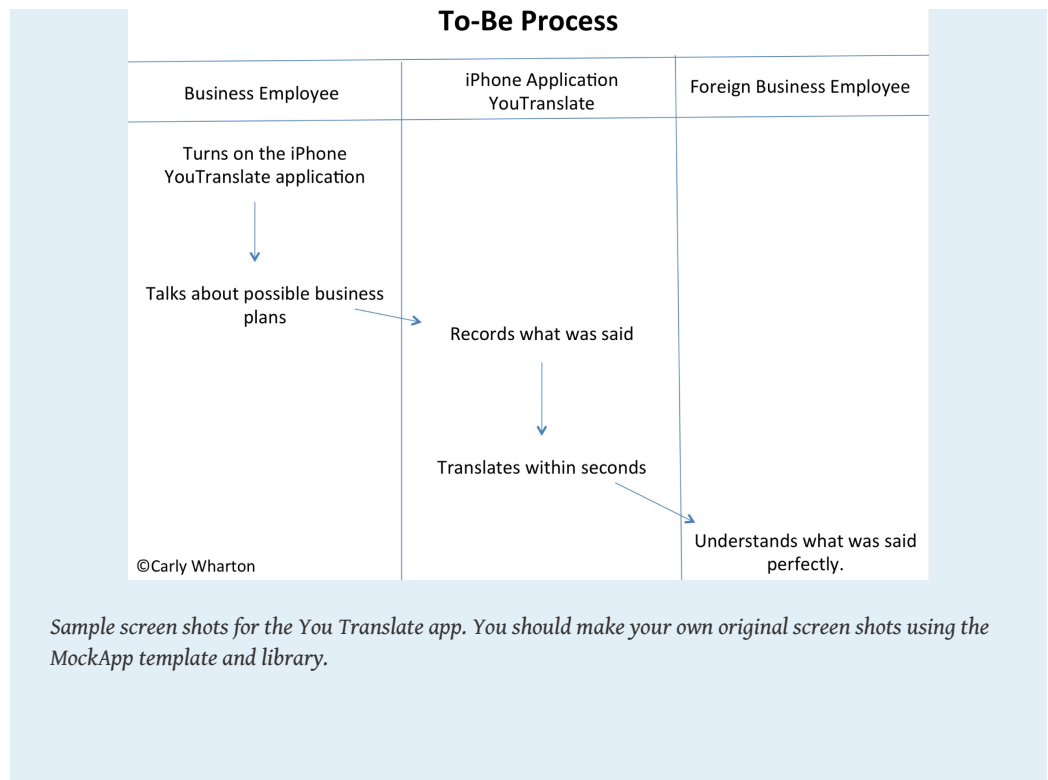 To-Be Process
Business Employee
iPhone Application
YouTranslate
Foreign Business Employee
Turns on the iPhone
YouTranslate application
Talks about possible business
plans
Records what was said
Translates within seconds
Understands what was said
perfectly.
©Carly Wharton
Sample screen shots for the You Translate app. You should make your own original screen shots using the
MockApp template and library.